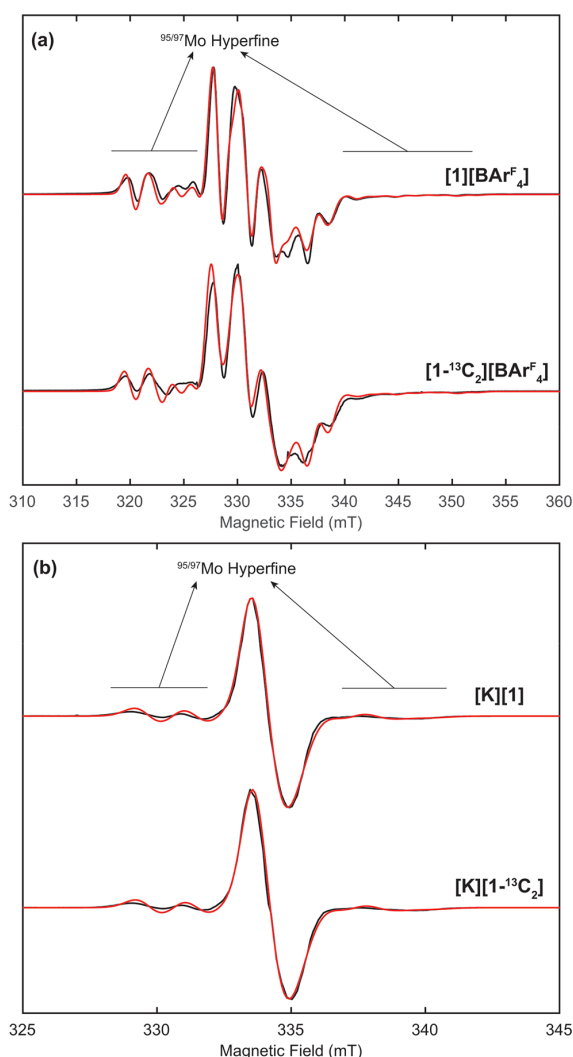 (a)
95/97Mo Hyperfine
[1][BArF4]
[1-13C2][BArF4]
310 315 320 325 330 335 340 345 350 355 360
Magnetic Field (mT)
(b)
95/97Mo Hyperfine
[K][1]
[K][1-13C2]
325 330 335 340 345
Magnetic Field (mT)